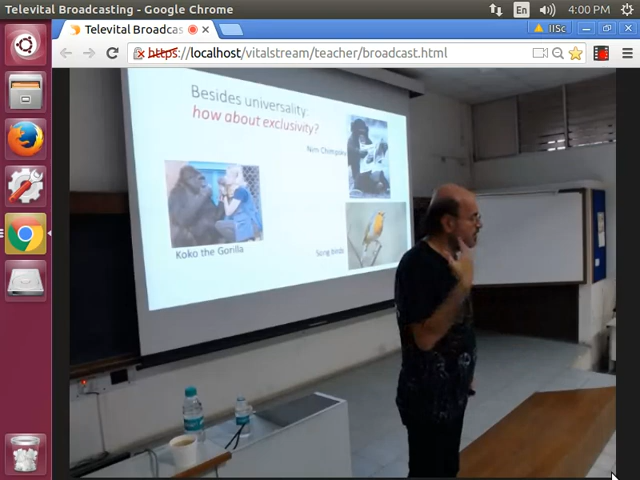 Televital Broadcasting - Google Chrome
En
4:00 PM
Televital Broadcas
IISc
https://localhost/vitalstream/teacher/broadcast.html
Besides universality:
how about exclusivity?
Nim Chimpsky
Koko the Gorilla
Song birds